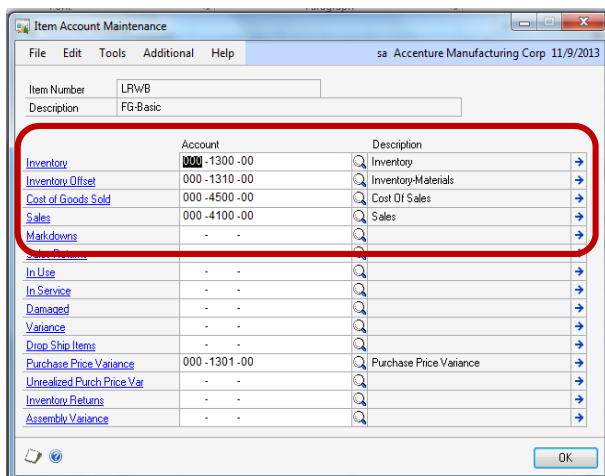 Item Account Maintenance
File Edit Tools Additional Help sa Accenture Manufacturing Corp 11/9/2013
Item Number LRWB
Description FG-Basic
Account Description
Inventory 000 -1300 -00 Inventory
Inventory Offset 000 -1310 -00 Inventory-Materials
Cost of Goods Sold 000 -4500 -00 Cost Of Sales
Sales 000 -4100 -00 Sales
Markdowns - -
Sales Returns - -
In Use - -
In Service - -
Damaged - -
Variance - -
Drop Ship Items - -
Purchase Price Variance 000 -1301 -00 Purchase Price Variance
Unrealized Purch Price Var - -
Inventory Returns - -
Assembly Variance - -
OK